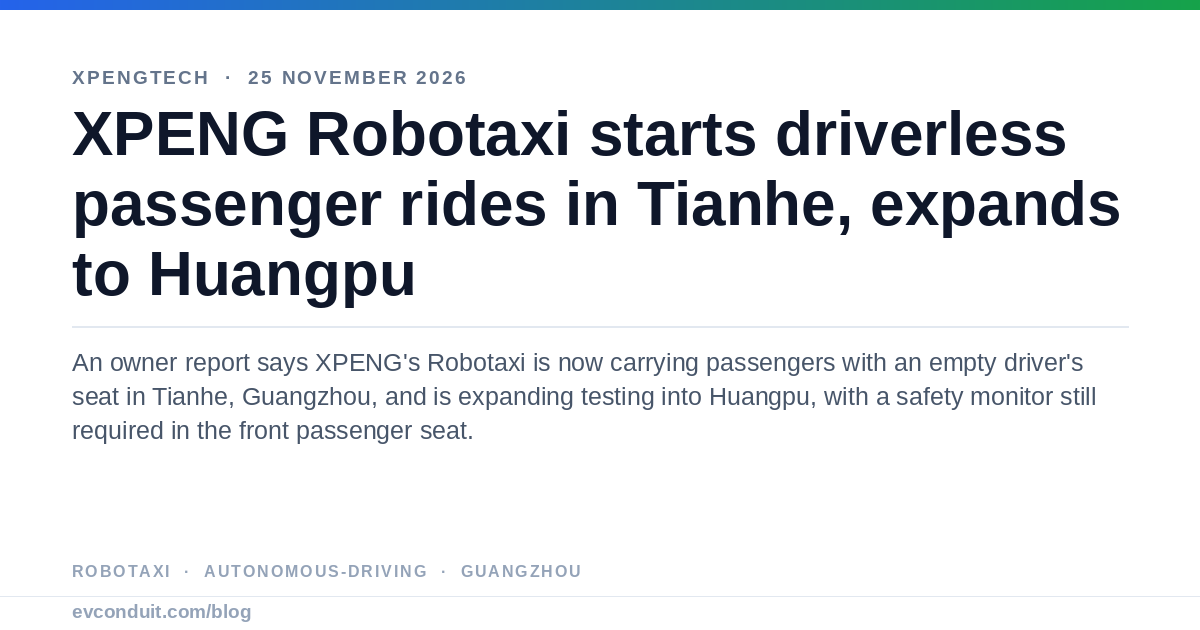 XPENGTECH · 25 NOVEMBER 2026
XPENG Robotaxi starts driverless
passenger rides in Tianhe, expands
to Huangpu
An owner report says XPENG's Robotaxi is now carrying passengers with an empty driver's
seat in Tianhe, Guangzhou, and is expanding testing into Huangpu, with a safety monitor still
required in the front passenger seat.
ROBOTAXI · AUTONOMOUS-DRIVING · GUANGZHOU
evconduit.com/blog